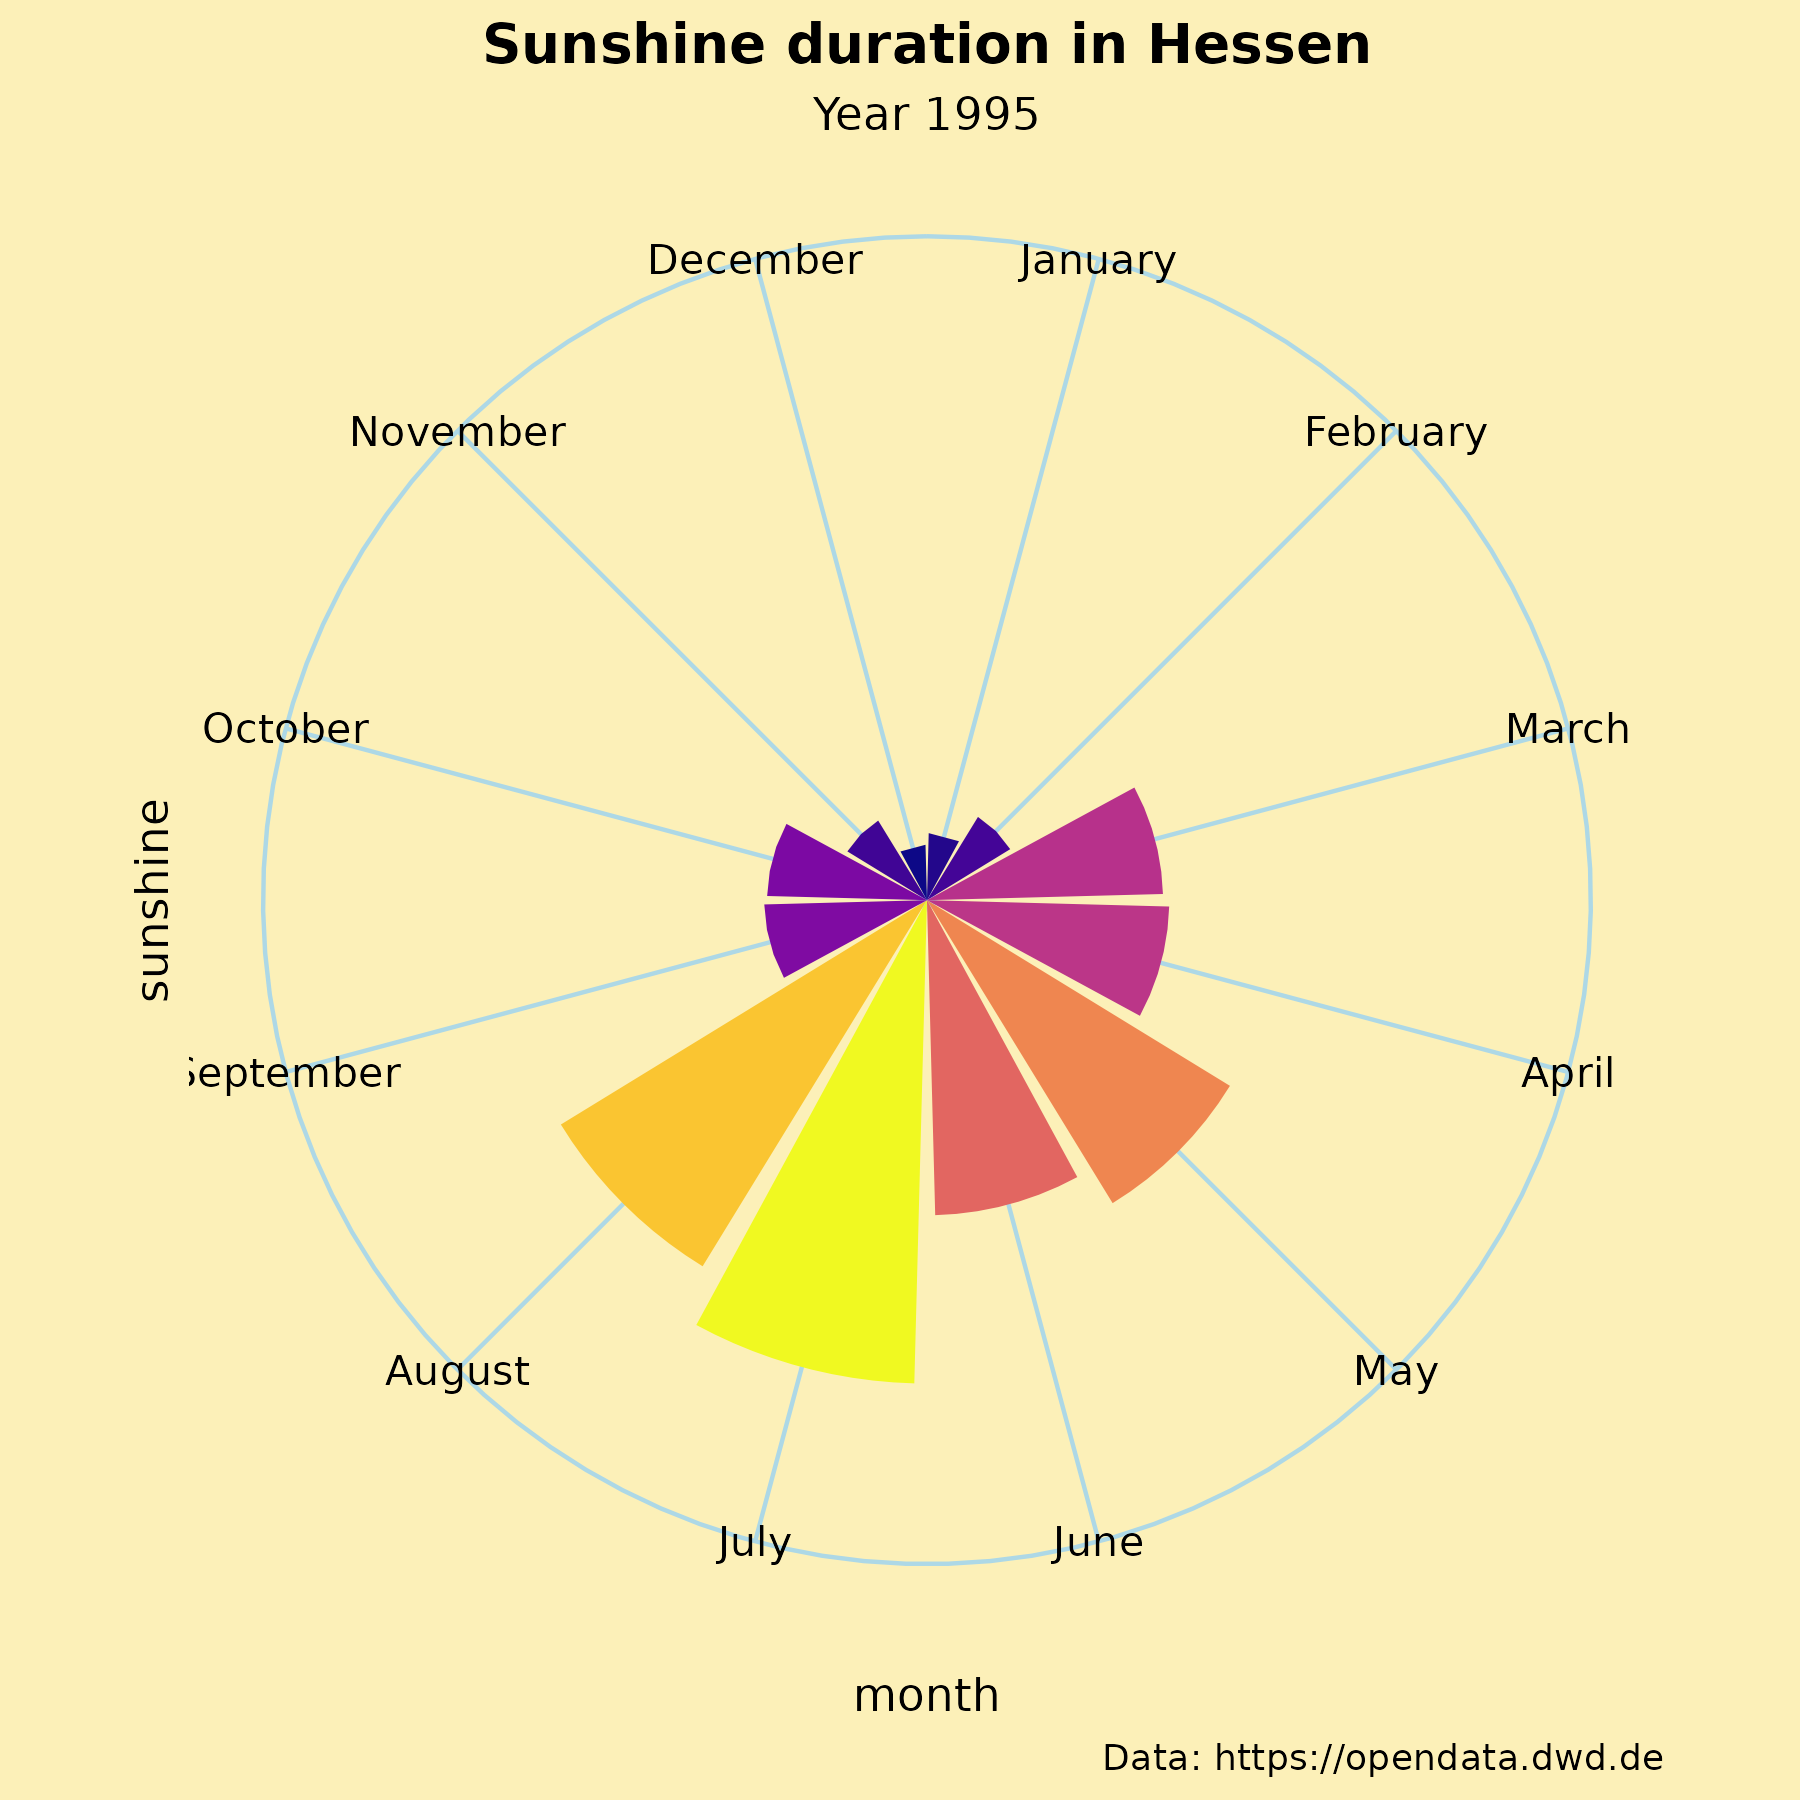 Sunshine duration in Hessen
Year 1995
December
January
November
February
October
March
sunshine
September
April
August
May
July
June
month
Data: https://opendata.dwd.de